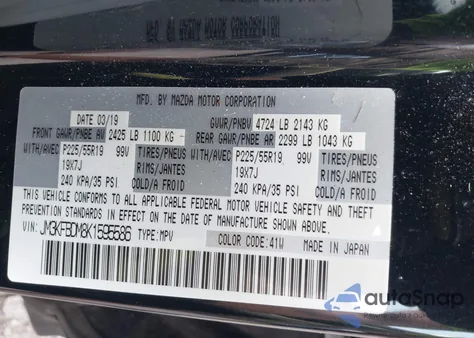 MFD. BY MAZDA MOTOR CORPORATION
DATE 03/19 GVWR/PNBV 4724 LB 2143 KG
FRONT GAWR/PNBE AV 2425 LB 1100 KG REAR GAWR/PNBE AR 2299 LB 1043 KG
WITH/AVEC P225/55R19 99V TIRES/PNEUS WITH/AVEC P225/55R19 99V TIRES/PNEUS
19X7J RIMS/JANTES 19X7J RIMS/JANTES
240 KPA/35 PSI COLD/A FROID 240 KPA/35 PSI COLD/A FROID
THIS VEHICLE CONFORMS TO ALL APPLICABLE FEDERAL MOTOR VEHICLE SAFETY AND THEFT
PREVENTION STANDARDS IN EFFECT ON THE DATE OF MANUFACTURE SHOWN ABOVE.
VIN: JM3KFBDM8K1595586 TYPE: MPV COLOR CODE: 41W MADE IN JAPAN
autoSnap